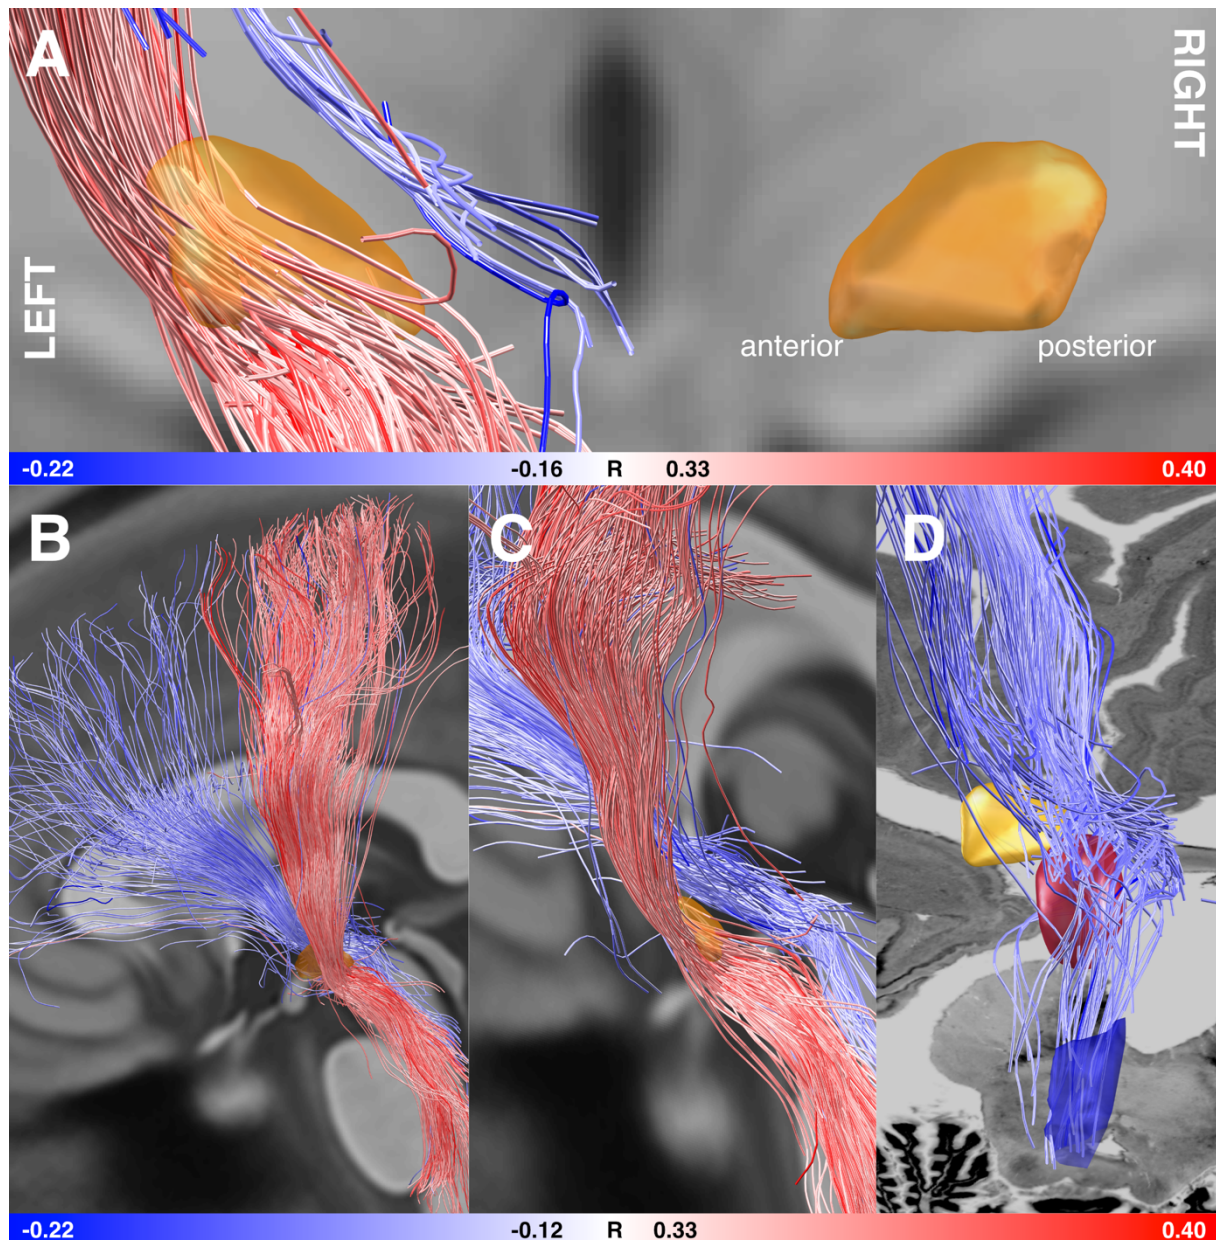 A
LEFT
RIGHT
anterior
posterior
-0.22 -0.16 R 0.33 0.40
B
C
D
-0.22 -0.12 R 0.33 0.40